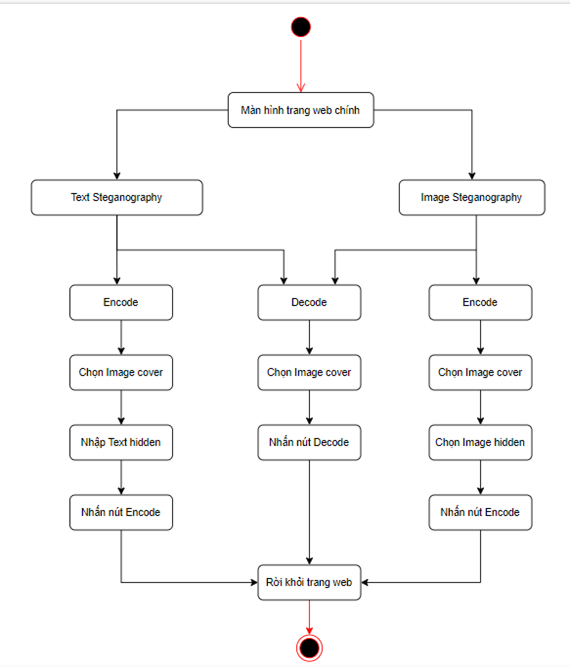 Màn hình trang web chính
Text Steganography
Image Steganography
Encode
Decode
Encode
Chọn Image cover
Chọn Image cover
Chọn Image cover
Nhập Text hidden
Nhấn nút Decode
Chọn Image hidden
Nhấn nút Encode
Nhấn nút Encode
Rời khỏi trang web